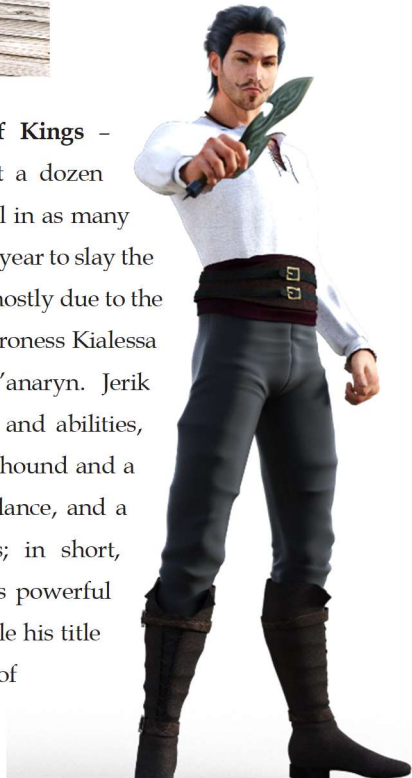 f Kings –
t a dozen
l in as many
year to slay the
nostly due to the
roness Kialessa
’anaryn. Jerik
and abilities,
hound and a
lance, and a
s; in short,
s powerful
le his title
of